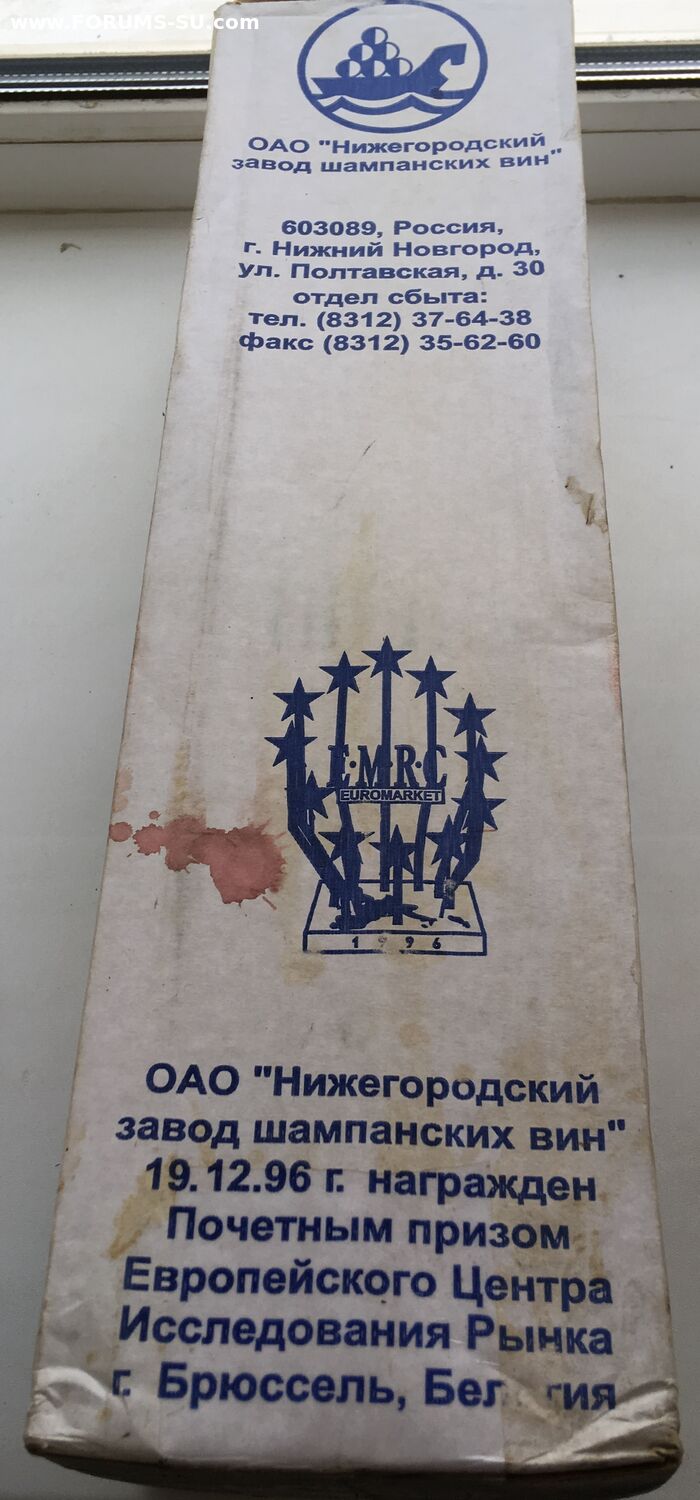 www.FORUMS-SU.com
ОАО "Нижегородский
завод шампанских вин"
603089, Россия,
г. Нижний Новгород,
ул. Полтавская, д. 30
отдел сбыта:
тел. (8312) 37-64-38
факс (8312) 35-62-60
E·M·R·C
EUROMARKET
1996
ОАО "Нижегородский
завод шампанских вин"
19.12.96 г. награжден
Почетным призом
Европейского Центра
Исследования Рынка
г. Брюссель, Бельгия